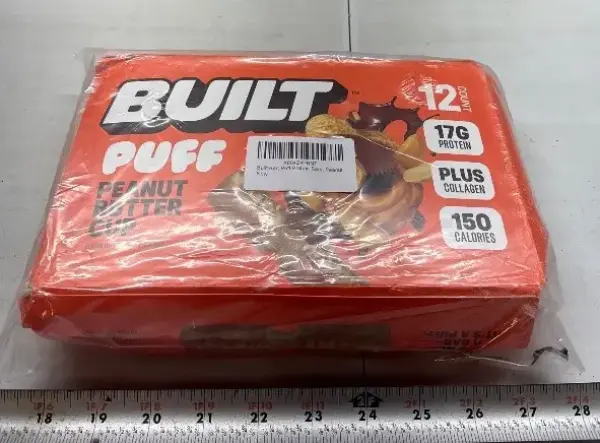 BUILT
PUFF
PEANUT
BUTTER
CUP
12
COUNT
17G
PROTEIN
PLUS
COLLAGEN
150
CALORIES
18 19 20 21 22 23 24 25 26 27 28